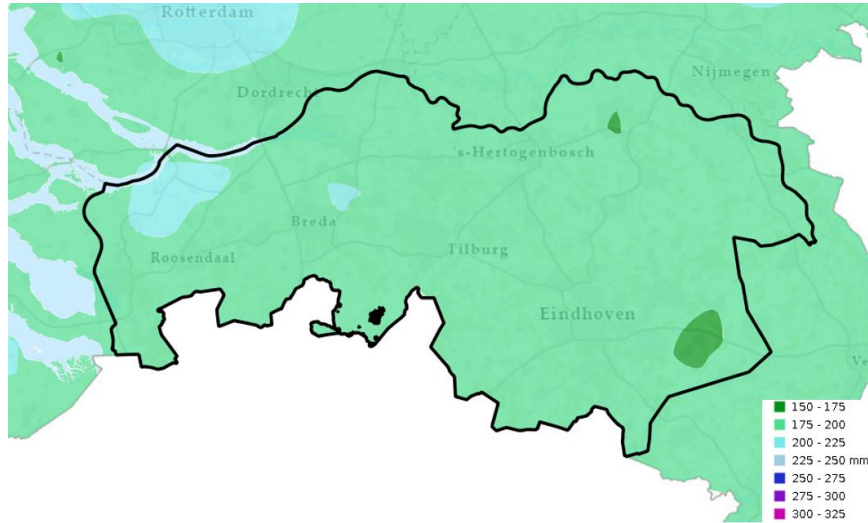 Rotterdam
Nijmegen
Dordrecht
's-Hertogenbosch
Breda
Tilburg
Roosendaal
Eindhoven
Ve
150 - 175
175 - 200
200 - 225
225 - 250 mm
250 - 275
275 - 300
300 - 325